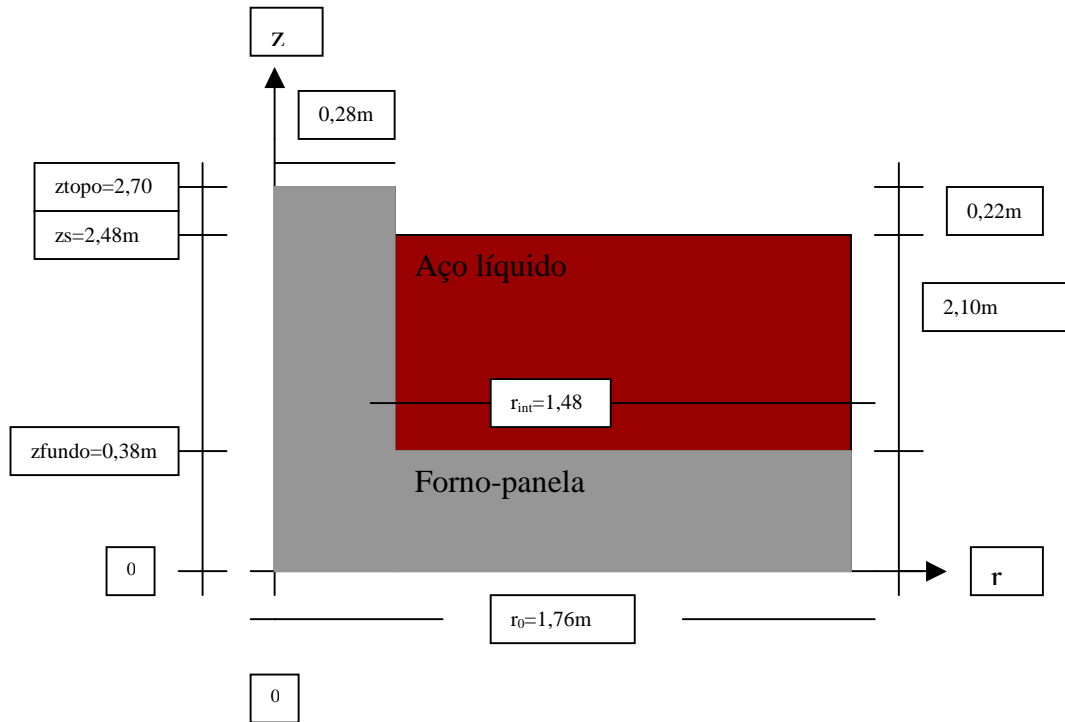 z
0,28m
ztopo=2,70
zs=2,48m
0,22m
Aço líquido
2,10m
rint=1,48
zfundo=0,38m
Forno-panela
0
r
r0=1,76m
0